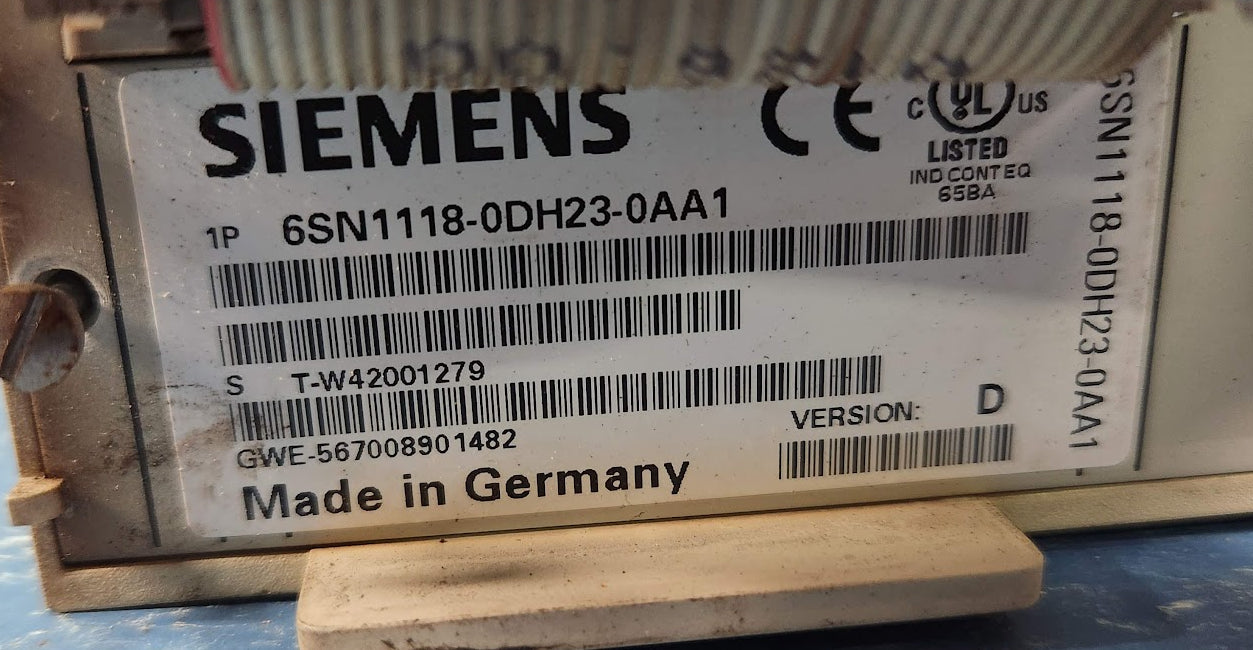 SIEMENS
CE
C UL US
LISTED
IND CONT EQ
65BA
1P 6SN1118-0DH23-0AA1
S T-W42001279
GWE-567008901482
VERSION: D
Made in Germany
6SN1118-0DH23-0AA1